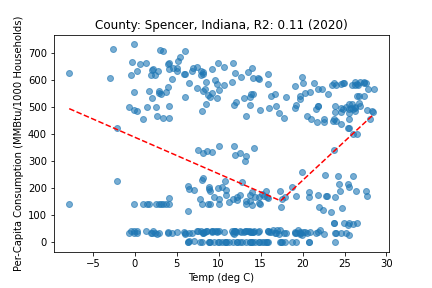 County: Spencer, Indiana, R2: 0.11 (2020)
Per-Capita Consumption (MMBtu/1000 Households)
700
600
500
400
300
200
100
0
−5 0 5 10 15 20 25 30
Temp (deg C)